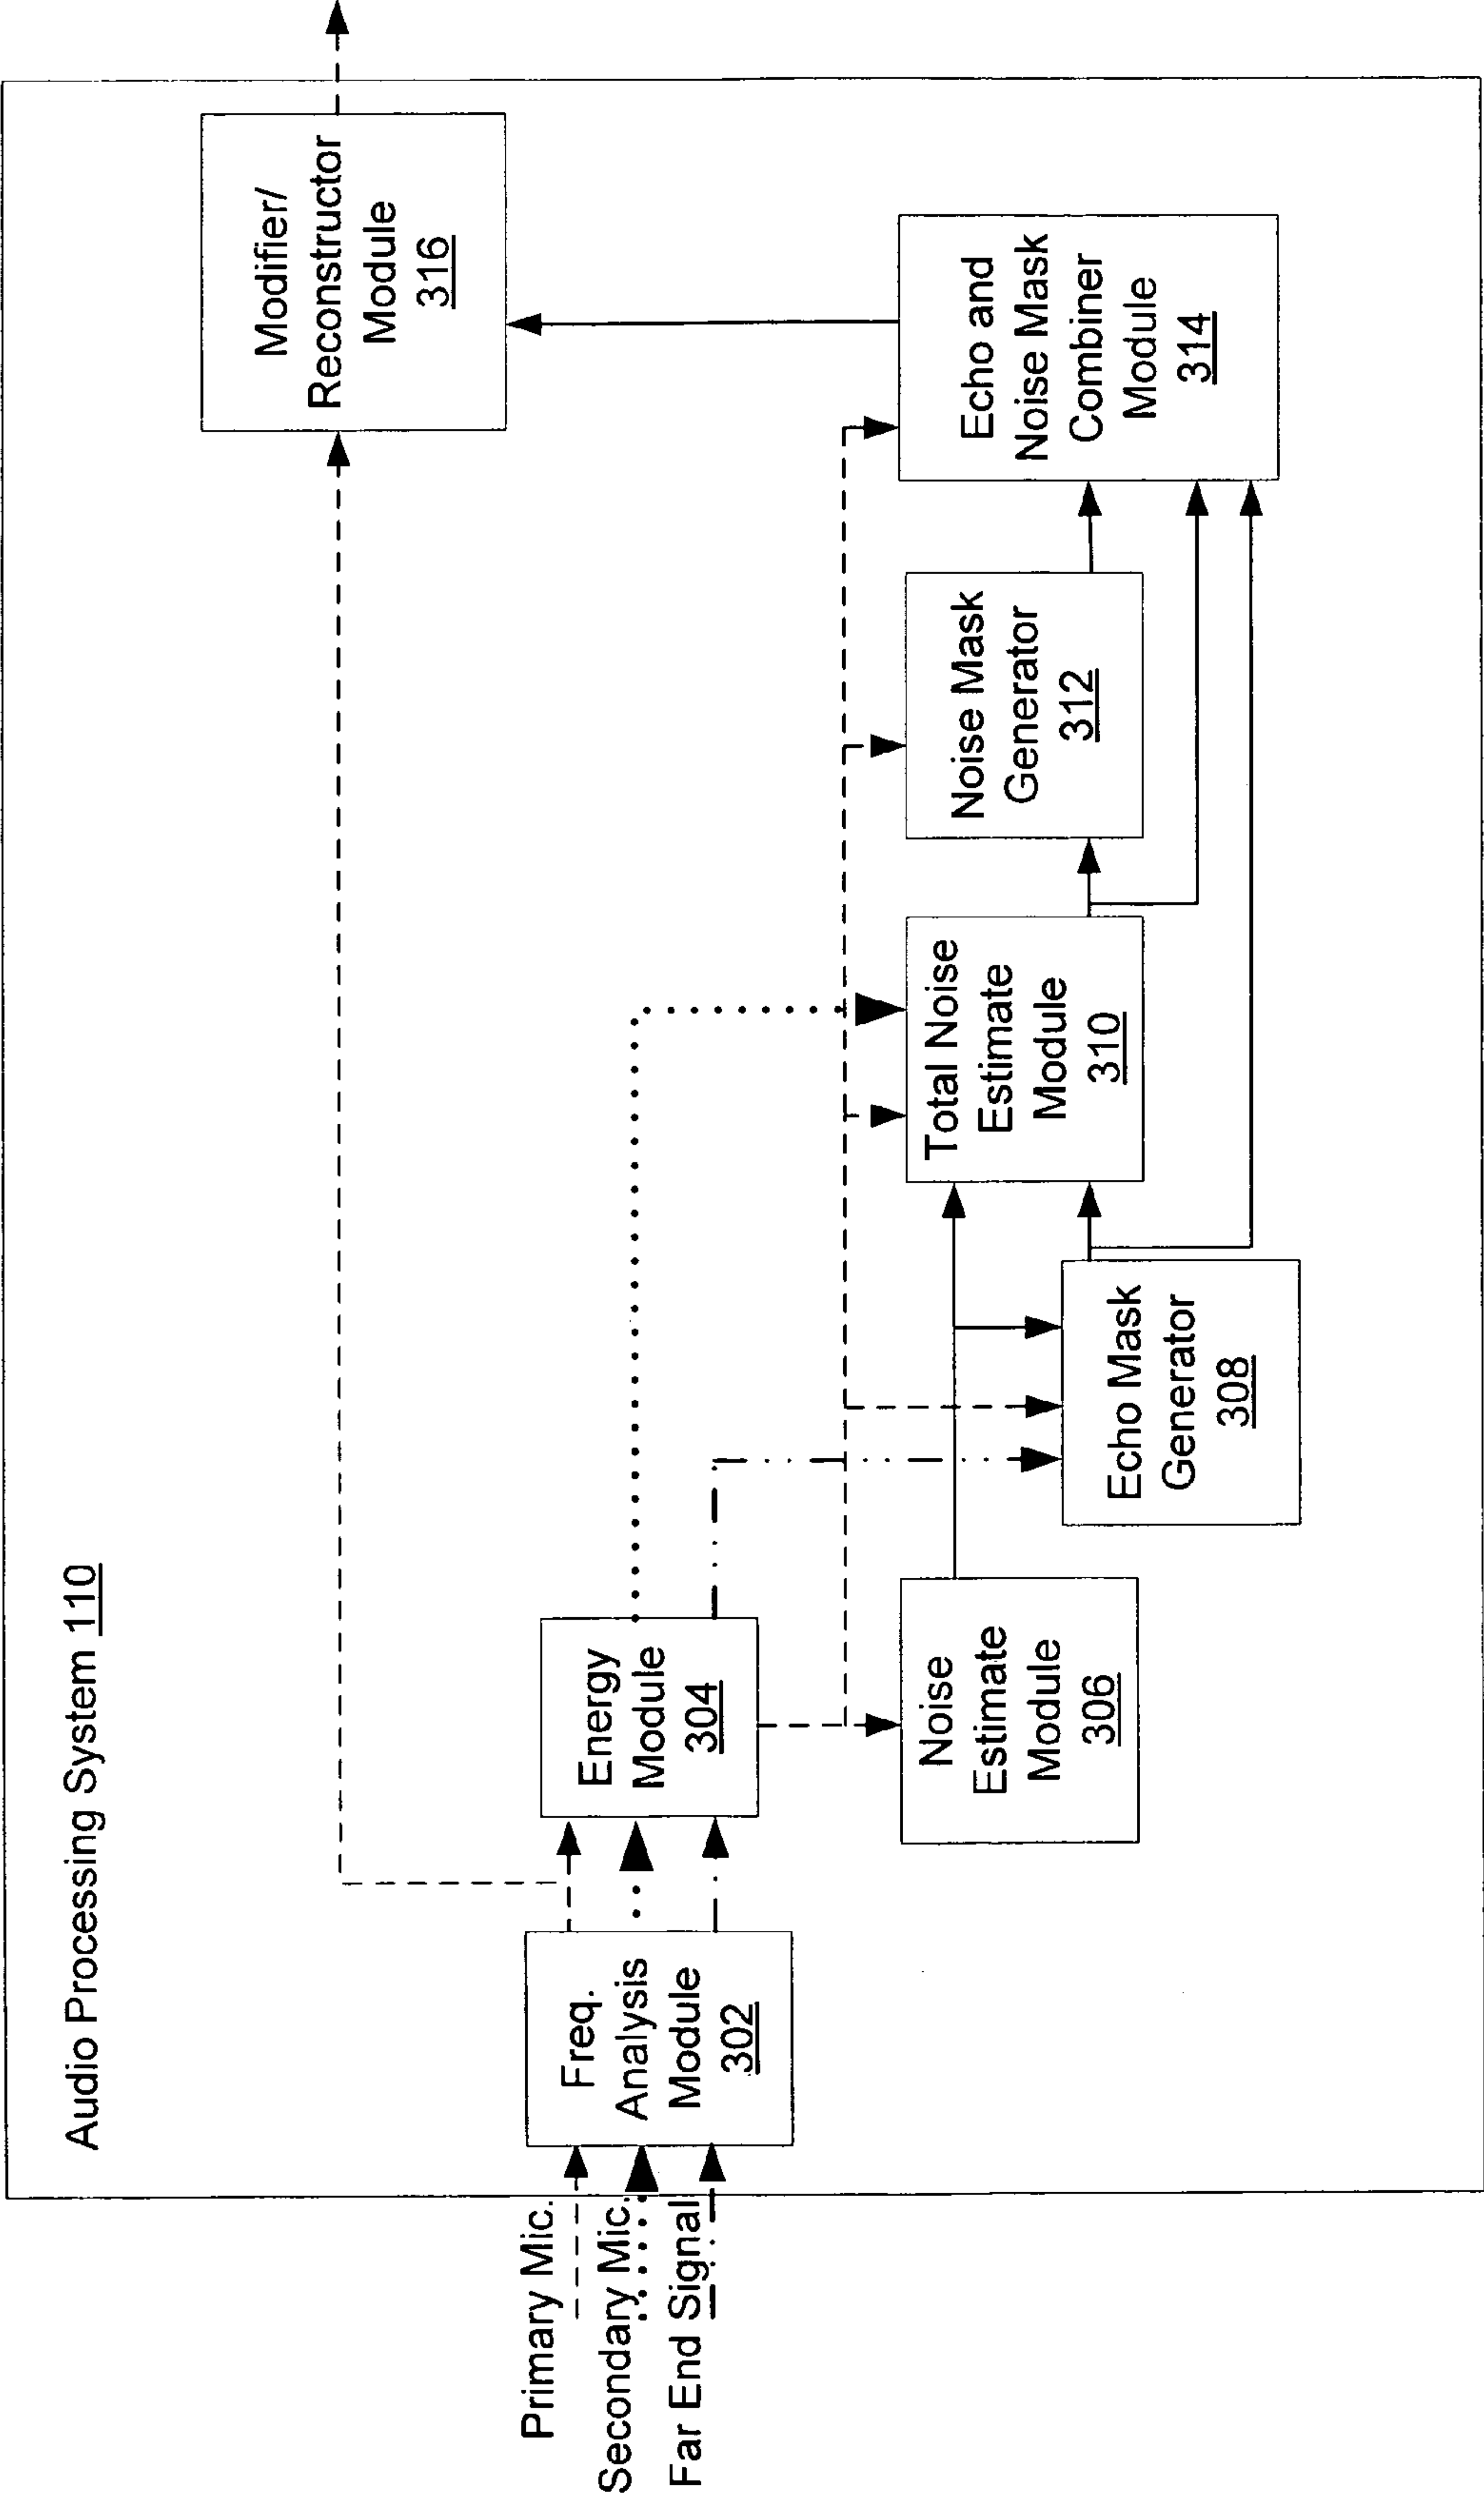 Audio Processing System 110
Primary Mic.
Secondary Mic.
Far End Signal
Freq.
Analysis
Module
302
Energy
Module
304
Noise
Estimate
Module
306
Echo Mask
Generator
308
Total Noise
Estimate
Module
310
Noise Mask
Generator
312
Echo and
Noise Mask
Combiner
Module
314
Modifier/
Reconstructor
Module
316